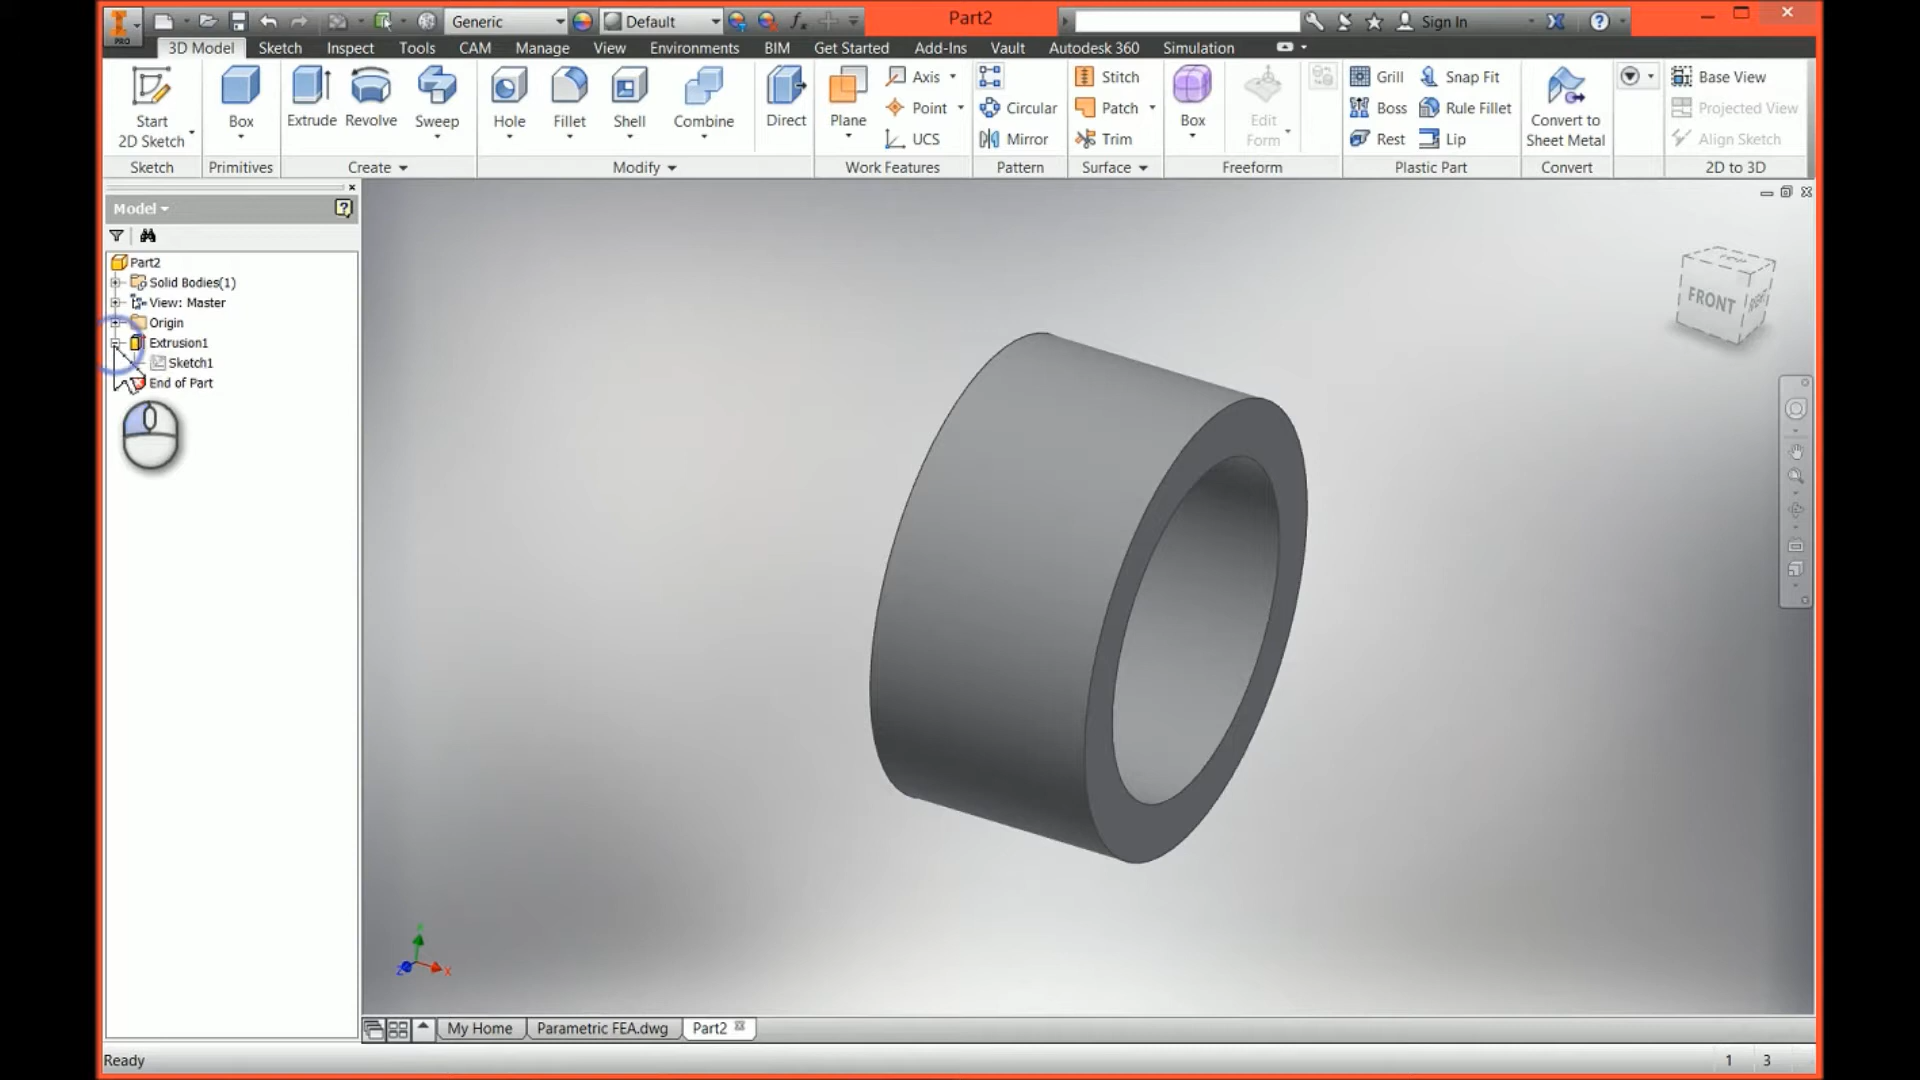 PRO Generic Default Part2 Sign In
3D Model Sketch Inspect Tools CAM Manage View Environments BIM Get Started Add-Ins Vault Autodesk 360 Simulation
Start
2D Sketch
Box
Extrude
Revolve
Sweep
Hole
Fillet
Shell
Combine
Direct
Plane
Axis
Point
UCS
Circular
Mirror
Stitch
Patch
Trim
Box
Edit
Form
Grill
Boss
Rest
Snap Fit
Rule Fillet
Lip
Convert to
Sheet Metal
Base View
Projected View
Align Sketch
Sketch Primitives Create Modify Work Features Pattern Surface Freeform Plastic Part Convert 2D to 3D
Model
Part2
Solid Bodies(1)
View: Master
Origin
Extrusion1
Sketch1
End of Part
FRONT
X
My Home Parametric FEA.dwg Part2
Ready 1 3